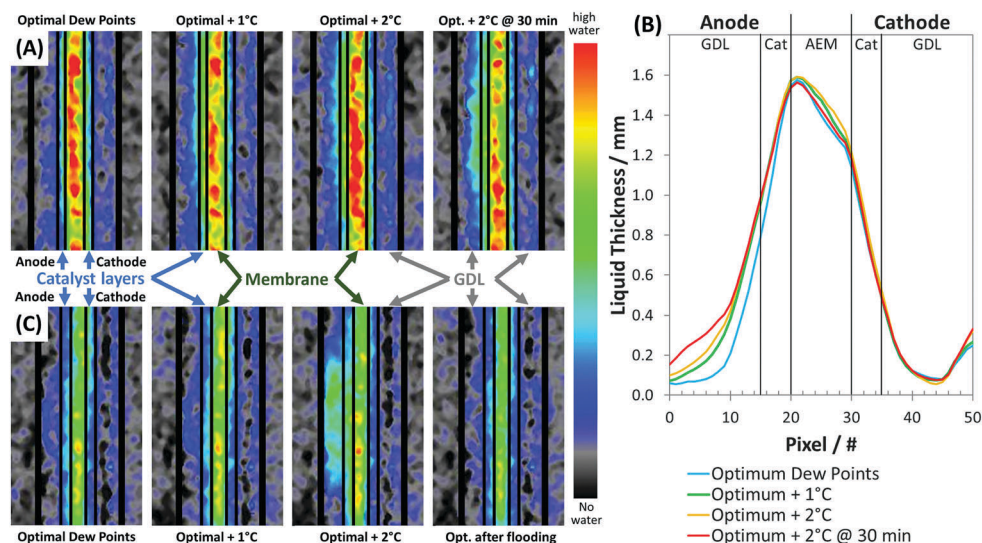 Optimal Dew Points
Optimal + 1°C
Optimal + 2°C
Opt. + 2°C @ 30 min
high
water
(A)
Anode
Cathode
Catalyst layers
Membrane
GDL
Anode
Cathode
(C)
No
water
Optimal Dew Points
Optimal + 1°C
Optimal + 2°C
Opt. after flooding
(B)
Anode
Cathode
GDL
Cat
AEM
Cat
GDL
Liquid Thickness / mm
1.6
1.4
1.2
1.0
0.8
0.6
0.4
0.2
0.0
0
10
20
30
40
50
Pixel / #
Optimum Dew Points
Optimum + 1°C
Optimum + 2°C
Optimum + 2°C @ 30 min